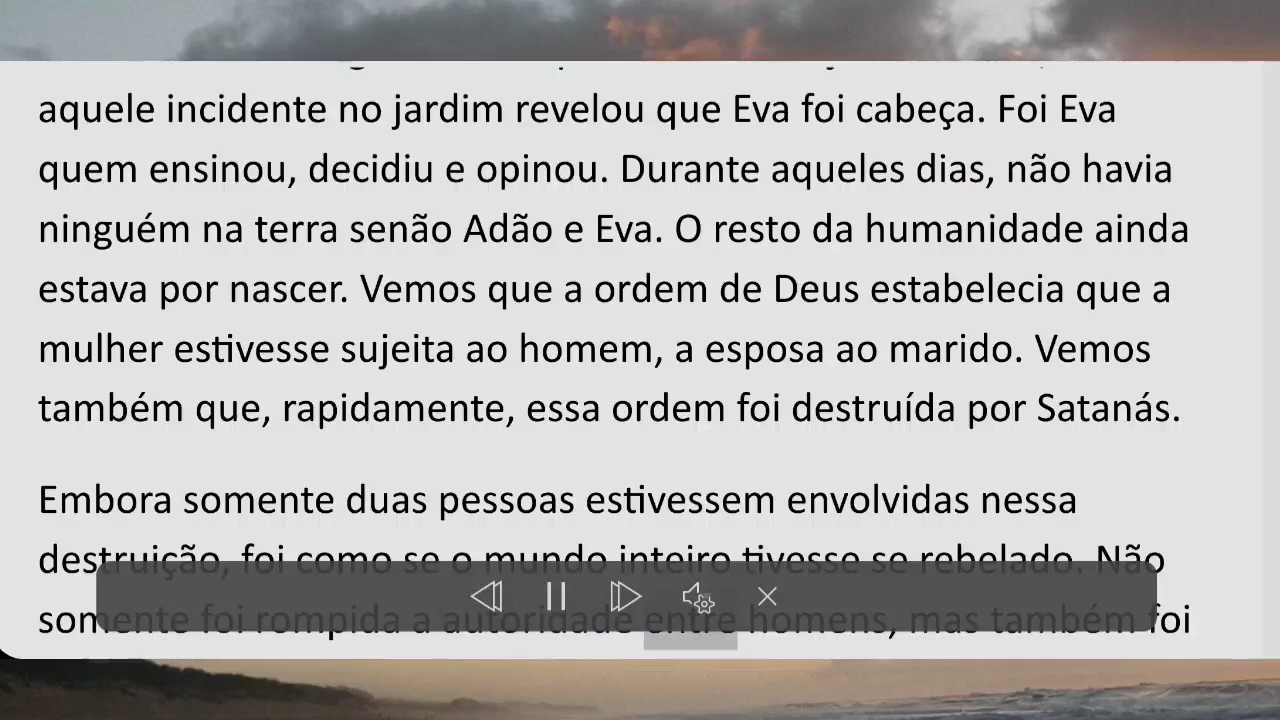 aquele incidente no jardim revelou que Eva foi cabeça. Foi Eva
quem ensinou, decidiu e opinou. Durante aqueles dias, não havia
ninguém na terra senão Adão e Eva. O resto da humanidade ainda
estava por nascer. Vemos que a ordem de Deus estabelecia que a
mulher estivesse sujeita ao homem, a esposa ao marido. Vemos
também que, rapidamente, essa ordem foi destruída por Satanás.
Embora somente duas pessoas estivessem envolvidas nessa
destruição, foi como se o mundo inteiro tivesse se rebelado. Não
somente foi rompida a autoridade entre homens, mas também foi